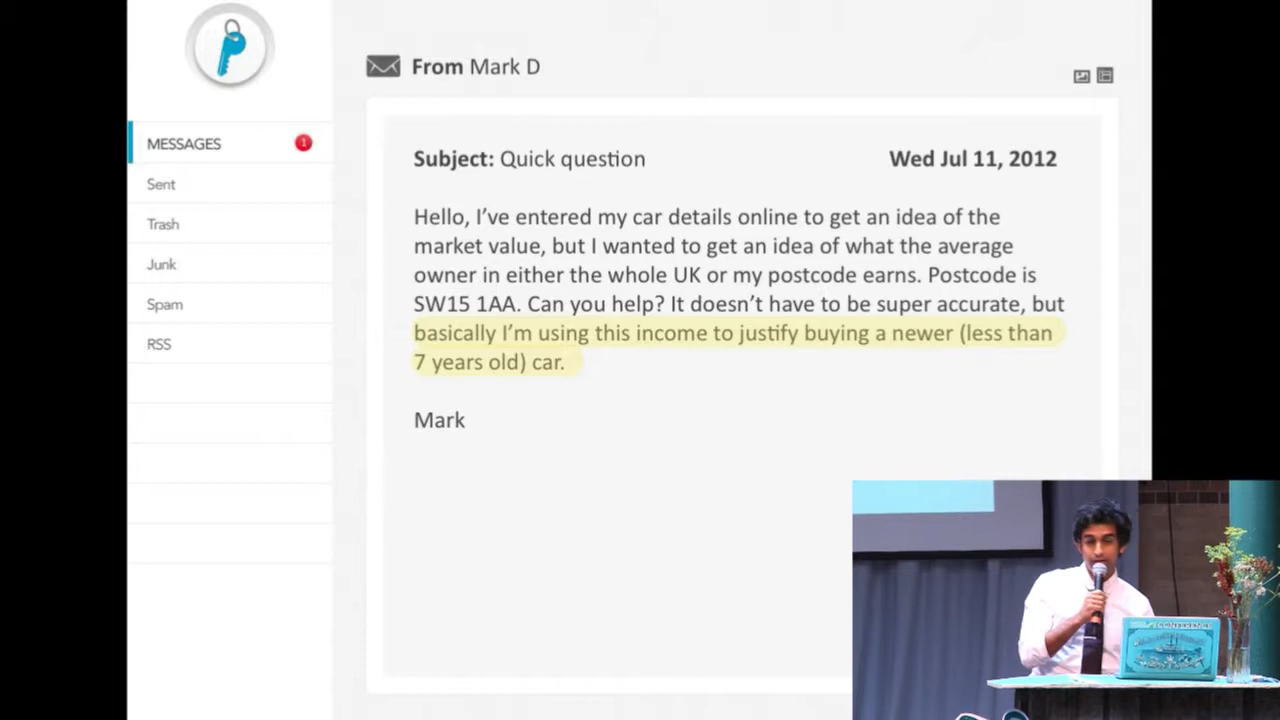 From Mark D
MESSAGES
1
Sent
Trash
Junk
Spam
RSS
Subject: Quick question
Wed Jul 11, 2012
Hello, I've entered my car details online to get an idea of the
market value, but I wanted to get an idea of what the average
owner in either the whole UK or my postcode earns. Postcode is
SW15 1AA. Can you help? It doesn't have to be super accurate, but
basically I'm using this income to justify buying a newer (less than
7 years old) car.
Mark
CONFERENCE